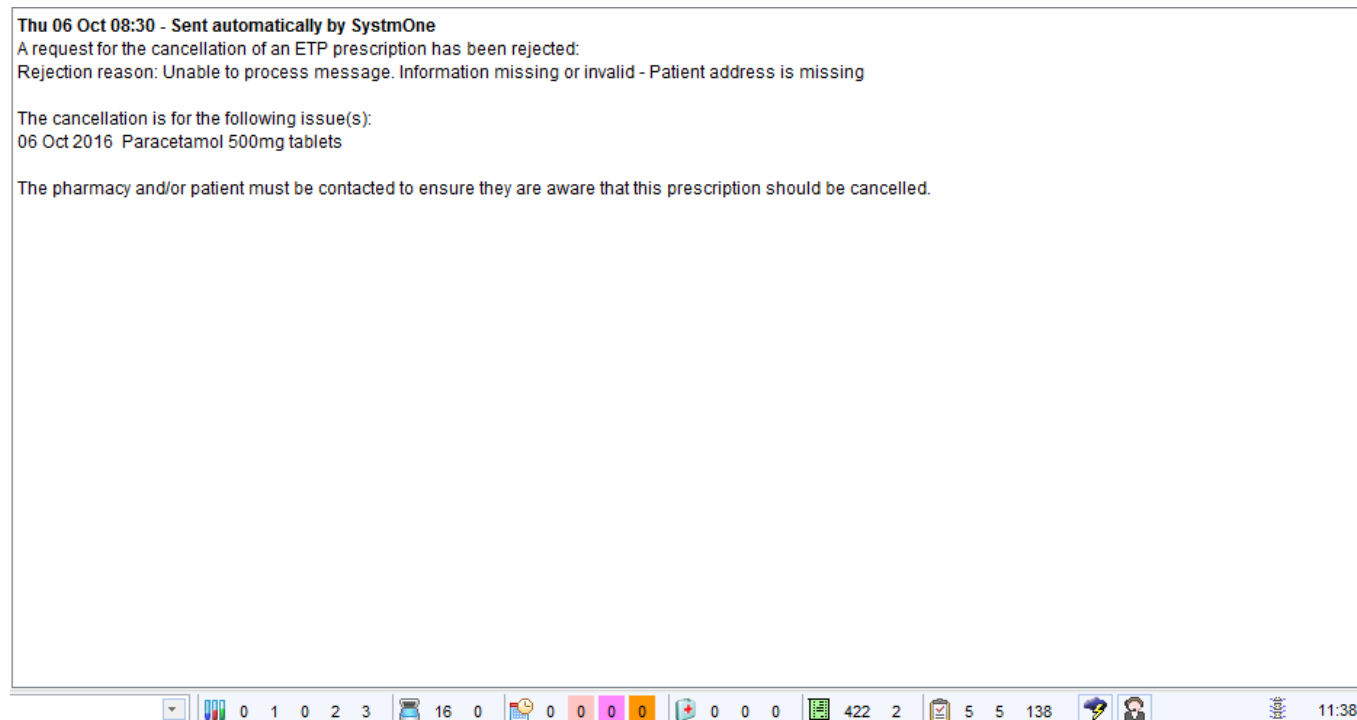 Thu 06 Oct 08:30 - Sent automatically by SystmOne
A request for the cancellation of an ETP prescription has been rejected:
Rejection reason: Unable to process message. Information missing or invalid - Patient address is missing
The cancellation is for the following issue(s):
06 Oct 2016 Paracetamol 500mg tablets
The pharmacy and/or patient must be contacted to ensure they are aware that this prescription should be cancelled.
0 1 0 2 3 16 0 0 0 0 0 0 0 0 422 2 5 5 138 11:38